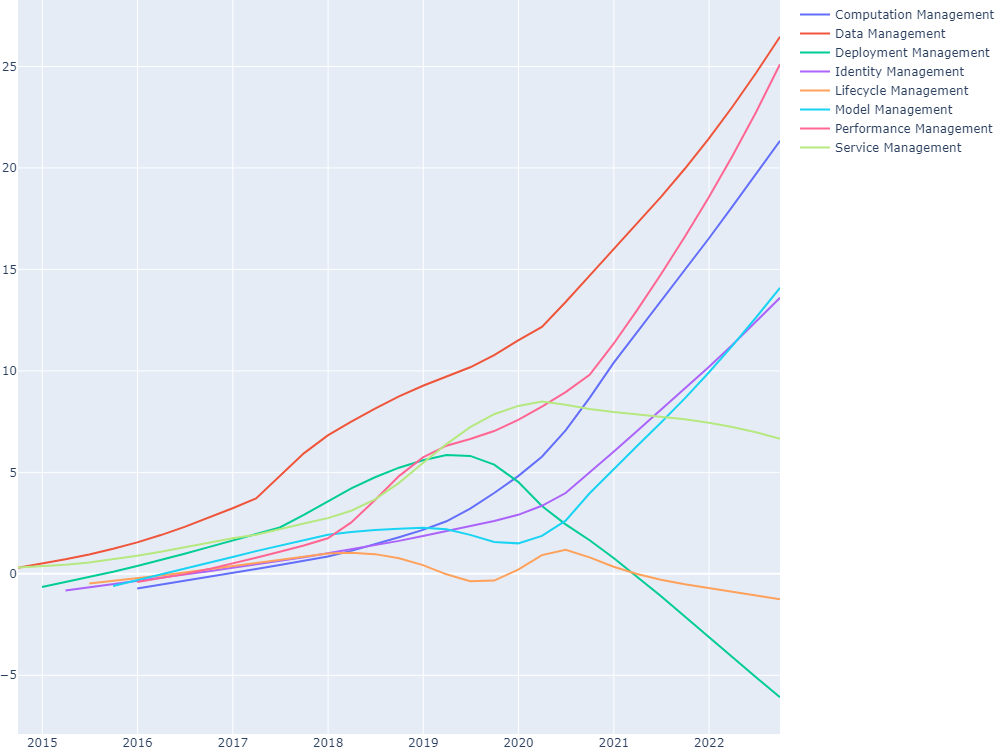 Computation Management
Data Management
Deployment Management
Identity Management
Lifecycle Management
Model Management
Performance Management
Service Management
25
20
15
10
5
0
−5
2015 2016 2017 2018 2019 2020 2021 2022